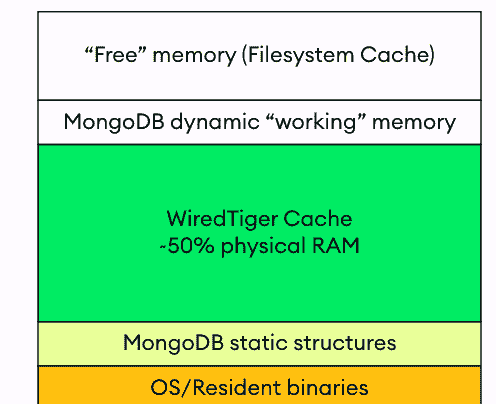 “Free” memory (Filesystem Cache)
MongoDB dynamic “working” memory
WiredTiger Cache
~50% physical RAM
MongoDB static structures
OS/Resident binaries